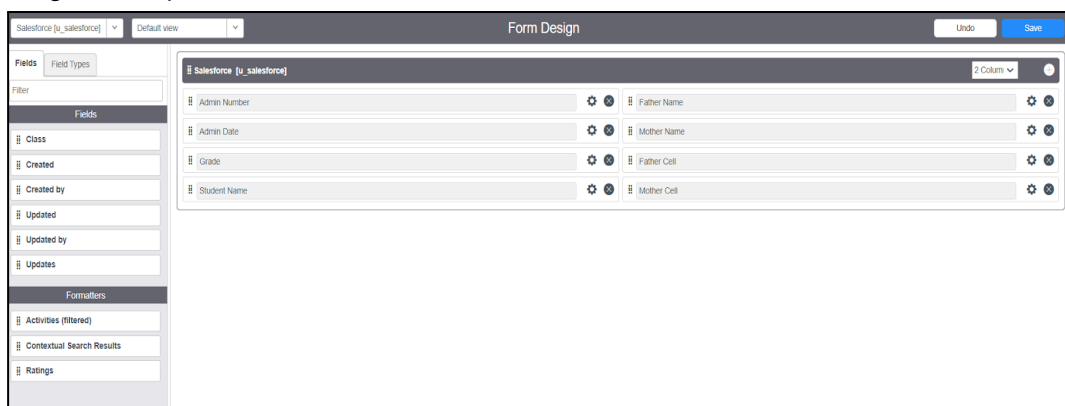 Salesforce [u_salesforce] Default view Form Design Undo Save
Fields Field Types
Filter
Fields
Class
Created
Created by
Updated
Updated by
Updates
Formatters
Activities (filtered)
Contextual Search Results
Ratings
Salesforce [u_salesforce] 2 Colum
Admin Number Father Name
Admin Date Mother Name
Grade Father Cell
Student Name Mother Cell